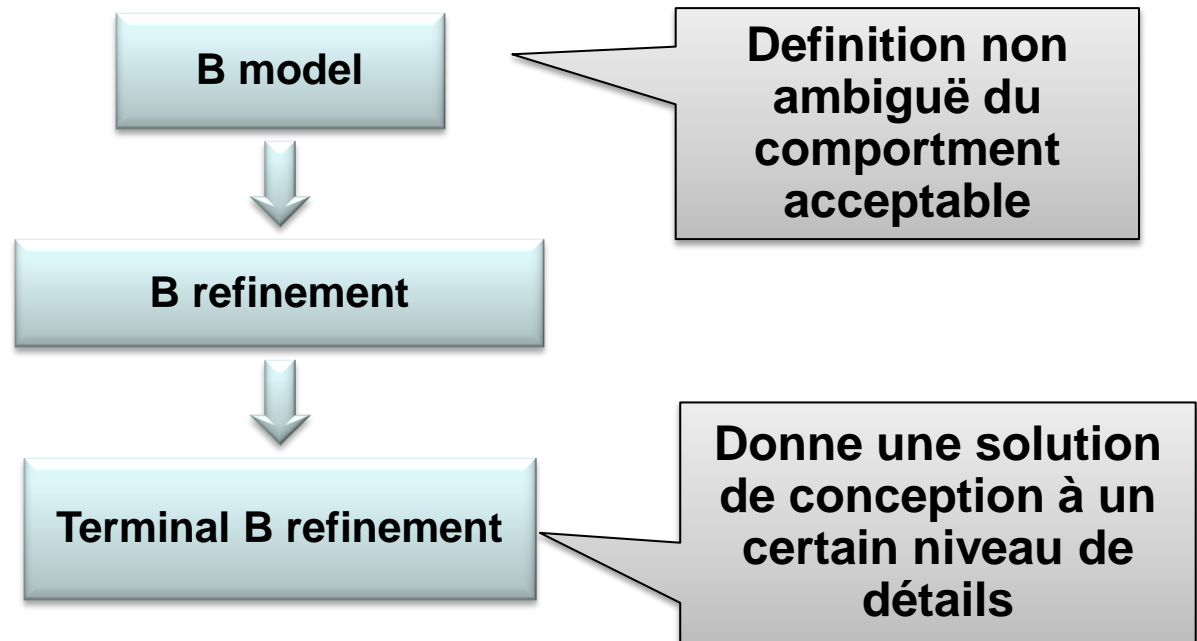 B model
Definition non
ambiguë du
comportment
acceptable
B refinement
Terminal B refinement
Donne une solution
de conception à un
certain niveau de
détails